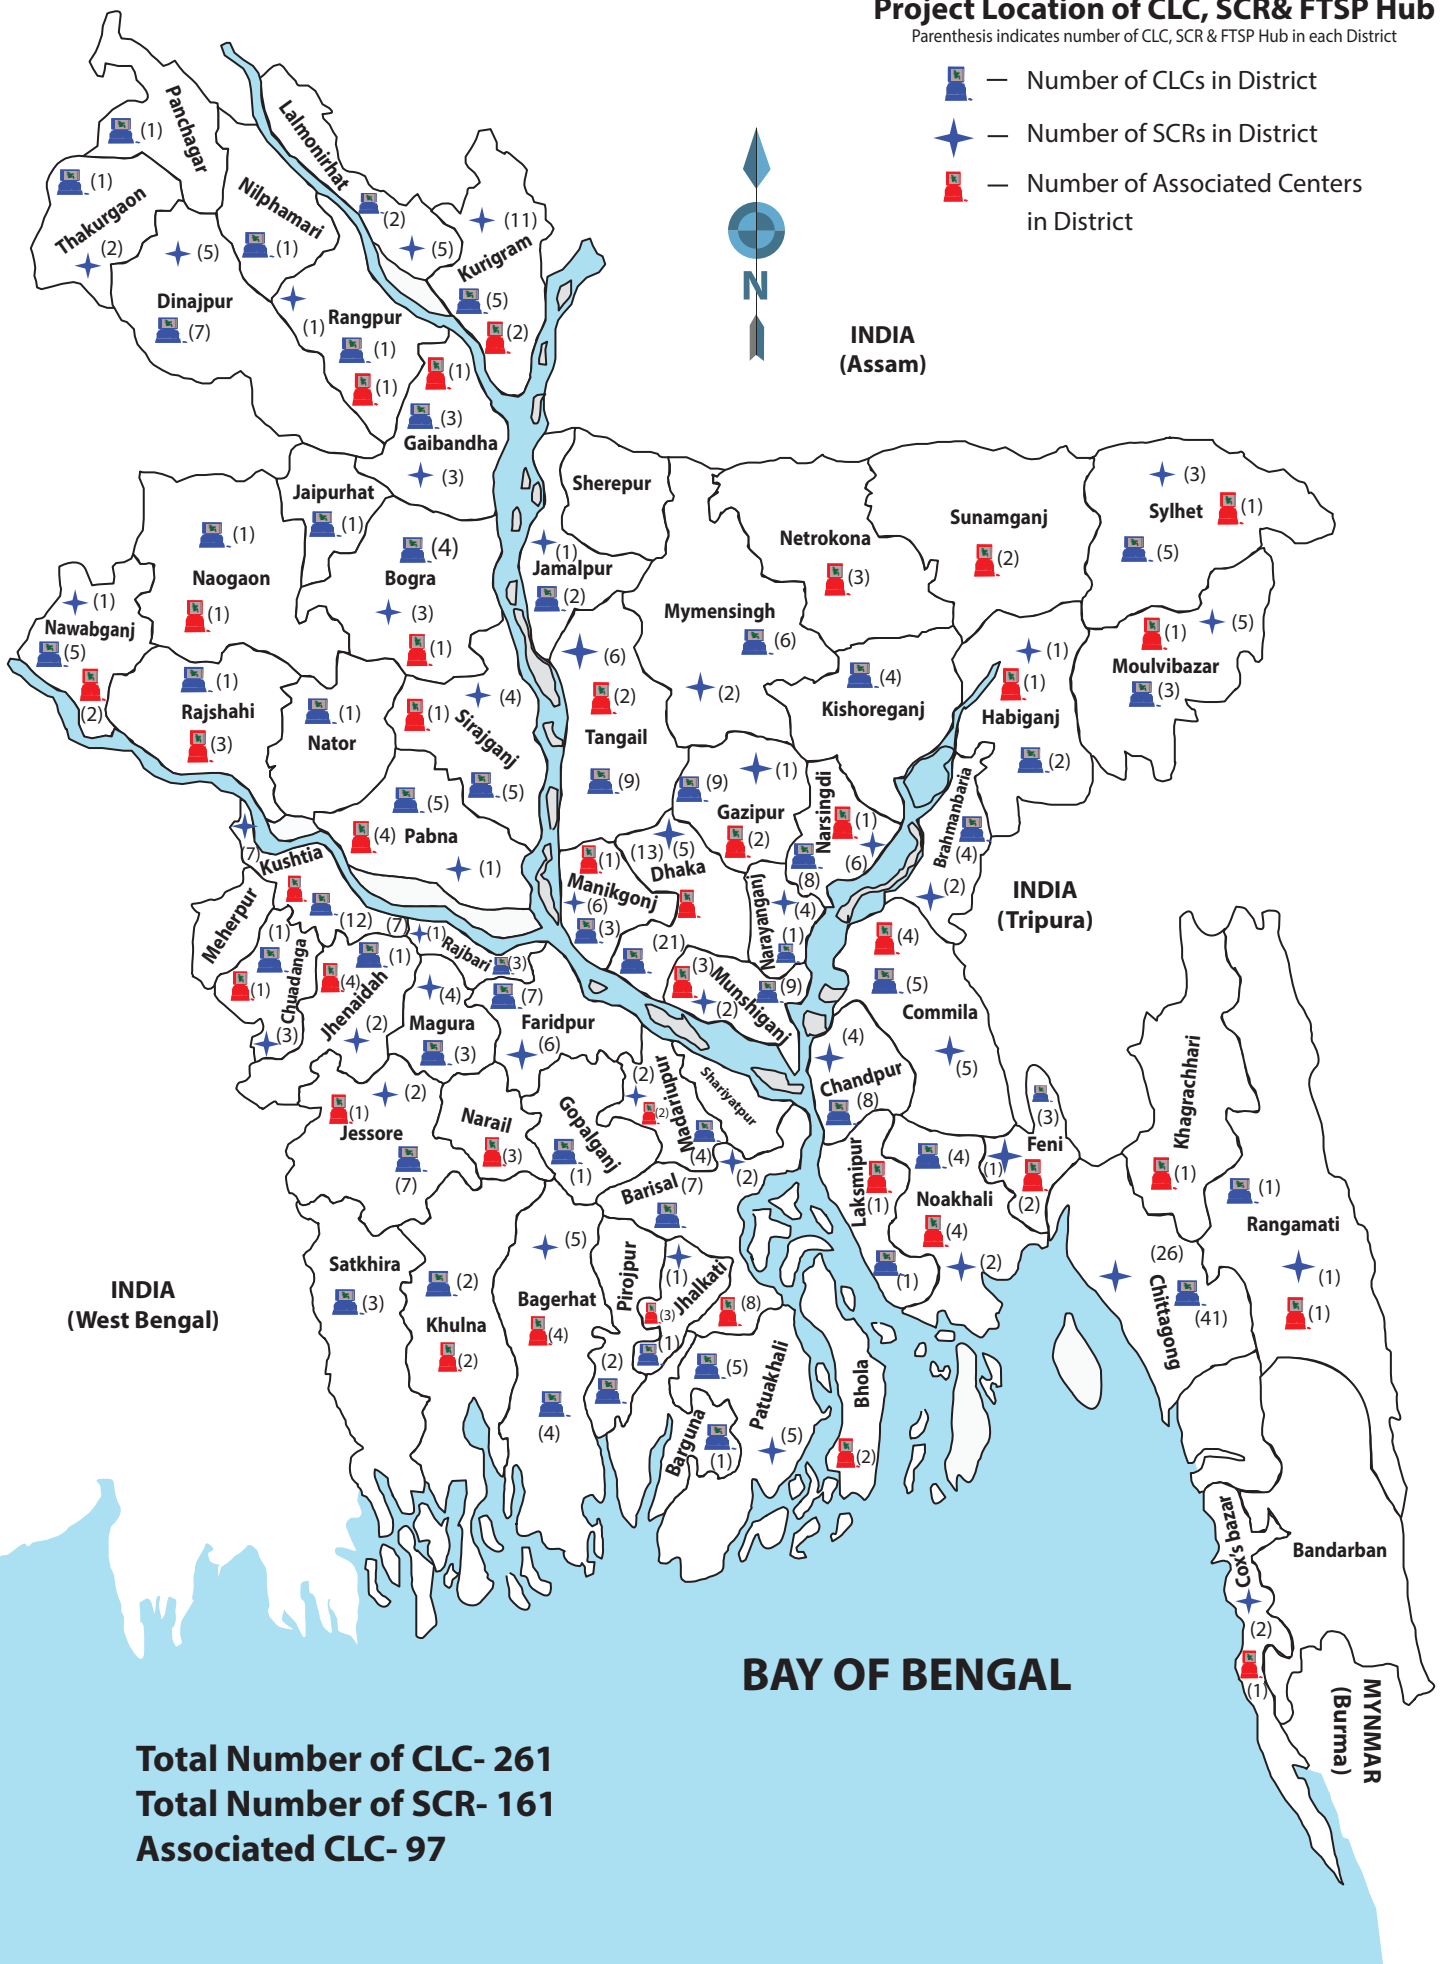 Project Location of CLC, SCR& FTSP Hub
Parenthesis indicates number of CLC, SCR & FTSP Hub in each District
— Number of CLCs in District
— Number of SCRs in District
— Number of Associated Centers
in District
N
INDIA
(Assam)
Panchagar
(1)
Lalmonirhat
(2)
(5)
Thakurgaon
(1)
(2)
Nilphamari
(1)
(11)
Kurigram
(5)
(2)
(5)
Dinajpur
(7)
(1)
Rangpur
(1)
(1)
(1)
(3)
Gaibandha
(3)
Jaipurhat
(1)
Sherepur
(1)
Naogaon
(1)
(4)
Bogra
(3)
(1)
(1)
Jamalpur
(2)
Netrokona
(3)
Sunamganj
(2)
(3)
Sylhet
(1)
(5)
(1)
Nawabganj
(5)
(2)
Mymensingh
(6)
(2)
(1)
(5)
Moulvibazar
(3)
(1)
Rajshahi
(3)
(1)
Nator
(4)
(1)
Sirajganj
(5)
(6)
(2)
Tangail
(9)
(4)
Kishoreganj
(1)
(1)
Habiganj
(2)
(5)
(4)
Pabna
(1)
(9)
(1)
Gazipur
(2)
Narsingdi
(1)
(6)
(8)
Brahmanbaria
(4)
(2)
(7)
Kushtia
(12)
(7)
(1)
Manikgonj
(6)
(3)
(13)
(5)
Dhaka
(21)
Narayanganj
(4)
(1)
INDIA
(Tripura)
Meherpur
(1)
(1)
Chuadanga
(3)
(1)
(4)
Jhenaidah
(2)
(1)
Rajbari
(3)
(3)
Munshiganj
(2)
(9)
(4)
(5)
Commila
(5)
(4)
Magura
(3)
(7)
Faridpur
(6)
(4)
Chandpur
(8)
(2)
(1)
Jessore
(7)
Narail
(3)
Gopalganj
(1)
(2)
(2)
Madaripur
(4)
Shariyatpur
(2)
(3)
Feni
(1)
(2)
Khagrachhari
(1)
Barisal
(7)
Laksmipur
(1)
(1)
(4)
Noakhali
(4)
(2)
(1)
Rangamati
(1)
(1)
INDIA
(West Bengal)
Satkhira
(3)
(2)
Khulna
(2)
(5)
Bagerhat
(4)
(4)
Pirojpur
(3)
(2)
(1)
Jhalkati
(1)
(8)
(26)
Chittagong
(41)
(5)
Patuakhali
(5)
Barguna
(1)
Bhola
(2)
Cox's bazar
(2)
(1)
Bandarban
BAY OF BENGAL
MYNMAR
(Burma)
Total Number of CLC- 261
Total Number of SCR- 161
Associated CLC- 97